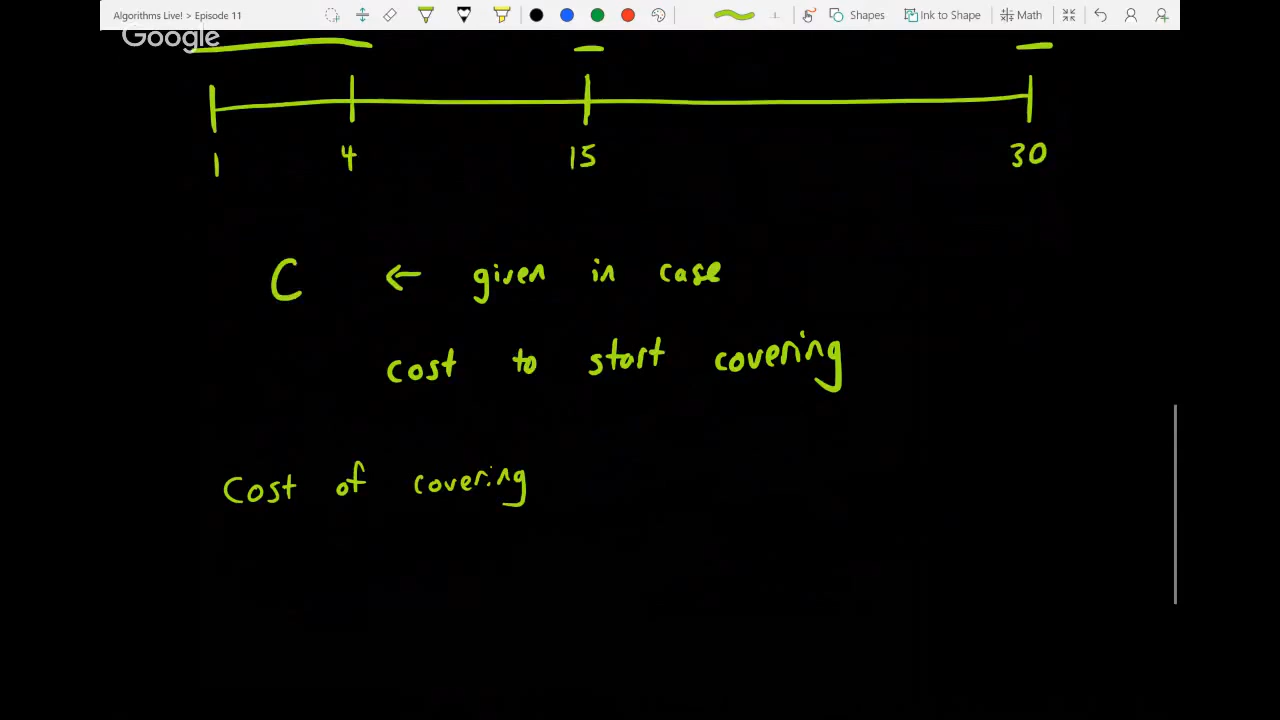 Algorithms Live! > Episode 11
Shapes Ink to Shape Math
Google
1 4 15 30
C ← given in case
cost to start covering
Cost of covering